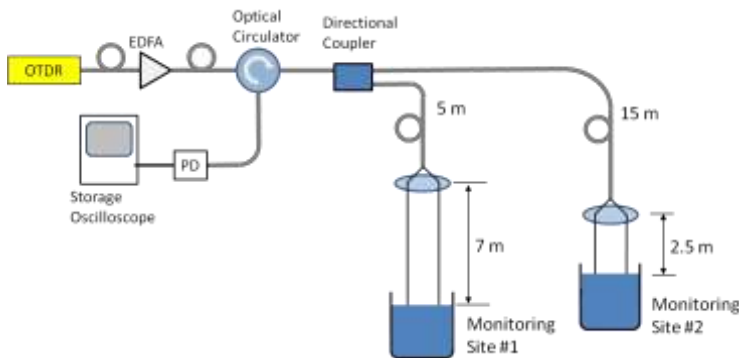 Optical
Circulator
Directional
Coupler
EDFA
OTDR
5 m
15 m
PD
Storage
Oscilloscope
7 m
2.5 m
Monitoring
Site #1
Monitoring
Site #2